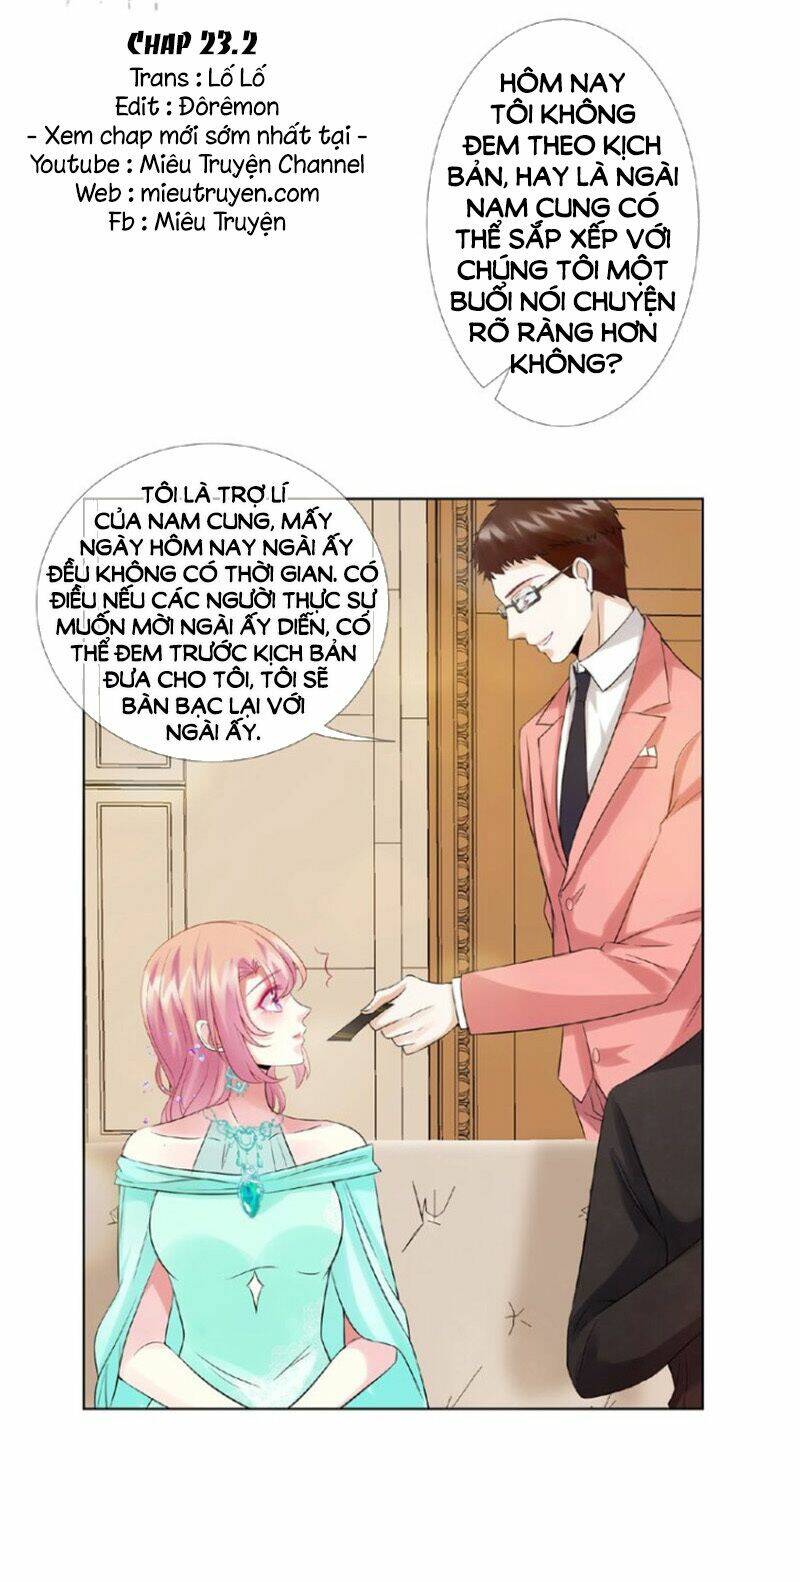 CHAP 23.2
Trans : Lố Lố
Edit : Đôrêmon
- Xem chap mới sớm nhất tại -
Youtube : Miêu Truyện Channel
Web : mieutruyen.com
Fb : Miêu Truyện
HÔM NAY
TÔI KHÔNG
ĐEM THEO KỊCH
BẢN, HAY LÀ NGÀI
NAM CUNG CÓ
THỂ SẮP XẾP VỚI
CHÚNG TÔI MỘT
BUỔI NÓI CHUYỆN
RÕ RÀNG HƠN
KHÔNG?
TÔI LÀ TRỢ LÍ
CỦA NAM CUNG, MẤY
NGÀY HÔM NAY NGÀI ẤY
ĐỀU KHÔNG CÓ THỜI GIAN. CÓ
ĐIỀU NẾU CÁC NGƯỜI THỰC SỰ
MUỐN MỜI NGÀI ẤY DIỄN, CÓ
THỂ ĐEM TRƯỚC KỊCH BẢN
ĐƯA CHO TÔI, TÔI SẼ
BÀN BẠC LẠI VỚI
NGÀI ẤY.